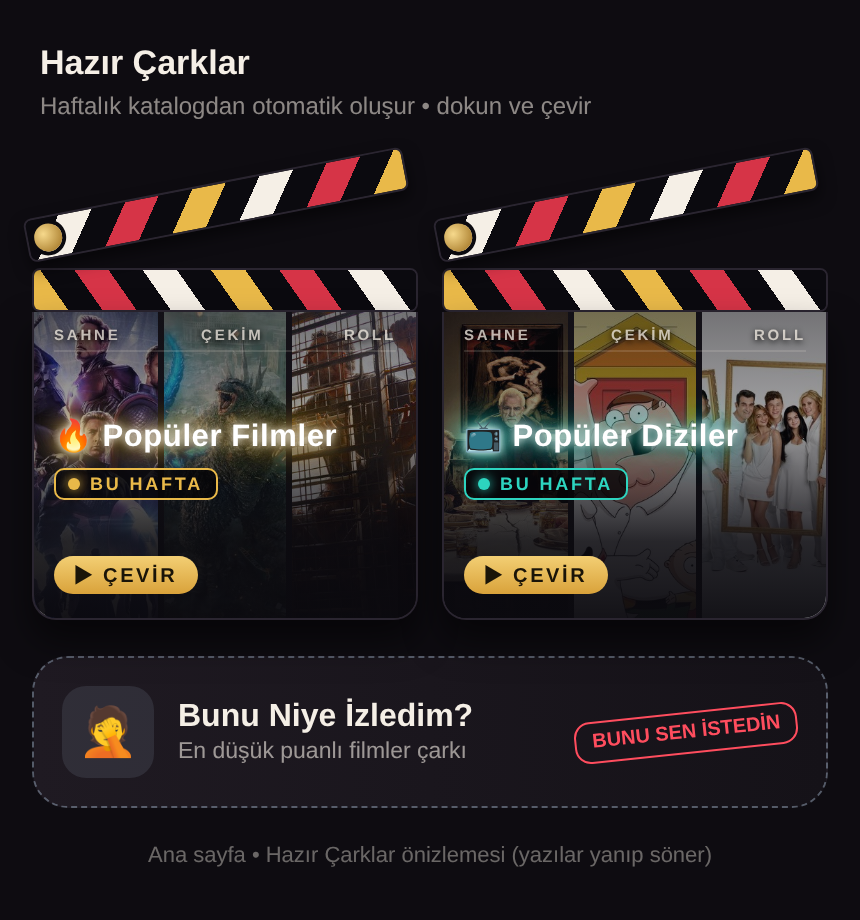 Hazır Çarklar
Haftalık katalogdan otomatik oluşur • dokun ve çevir
SAHNE ÇEKİM ROLL
🔥 Popüler Filmler
BU HAFTA
▶ ÇEVİR
SAHNE ÇEKİM ROLL
📺 Popüler Diziler
BU HAFTA
▶ ÇEVİR
Bunu Niye İzledim?
En düşük puanlı filmler çarkı
BUNU SEN İSTEDİN
Ana sayfa • Hazır Çarklar önizlemesi (yazılar yanıp söner)